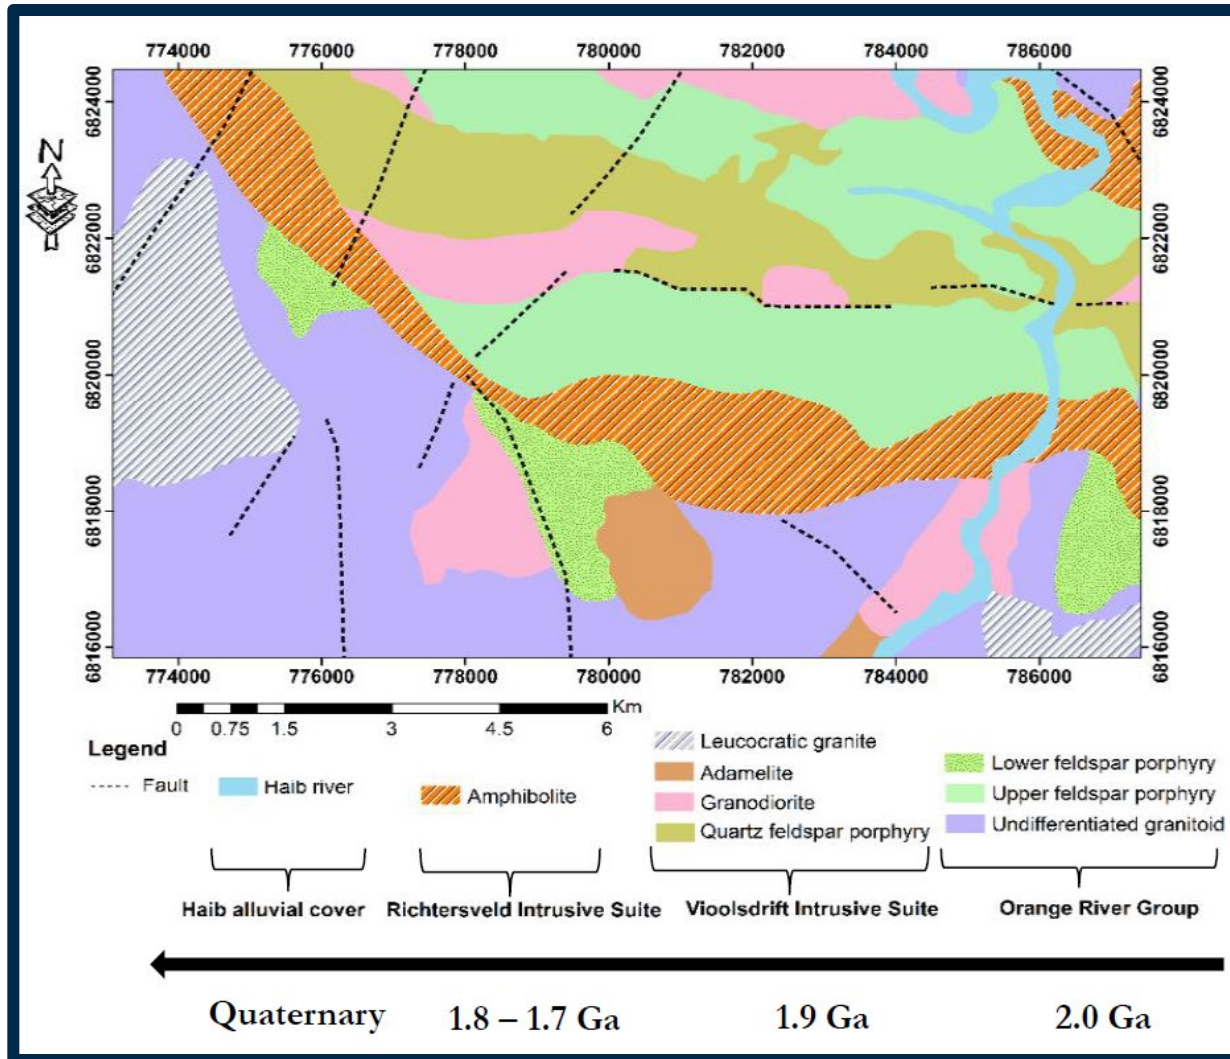 774000 776000 778000 780000 782000 784000 786000
6824000 6824000
N
6822000 6822000
6820000 6820000
6818000 6818000
6816000 6816000
774000 776000 778000 780000 782000 784000 786000
Km
0 0.75 1.5 3 4.5 6
Legend
Fault
Haib river
Amphibolite
Leucocratic granite
Adamelite
Granodiorite
Quartz feldspar porphyry
Lower feldspar porphyry
Upper feldspar porphyry
Undifferentiated granitoid
Haib alluvial cover Richtersveld Intrusive Suite Vioolsdrift Intrusive Suite Orange River Group
Quaternary 1.8 – 1.7 Ga 1.9 Ga 2.0 Ga